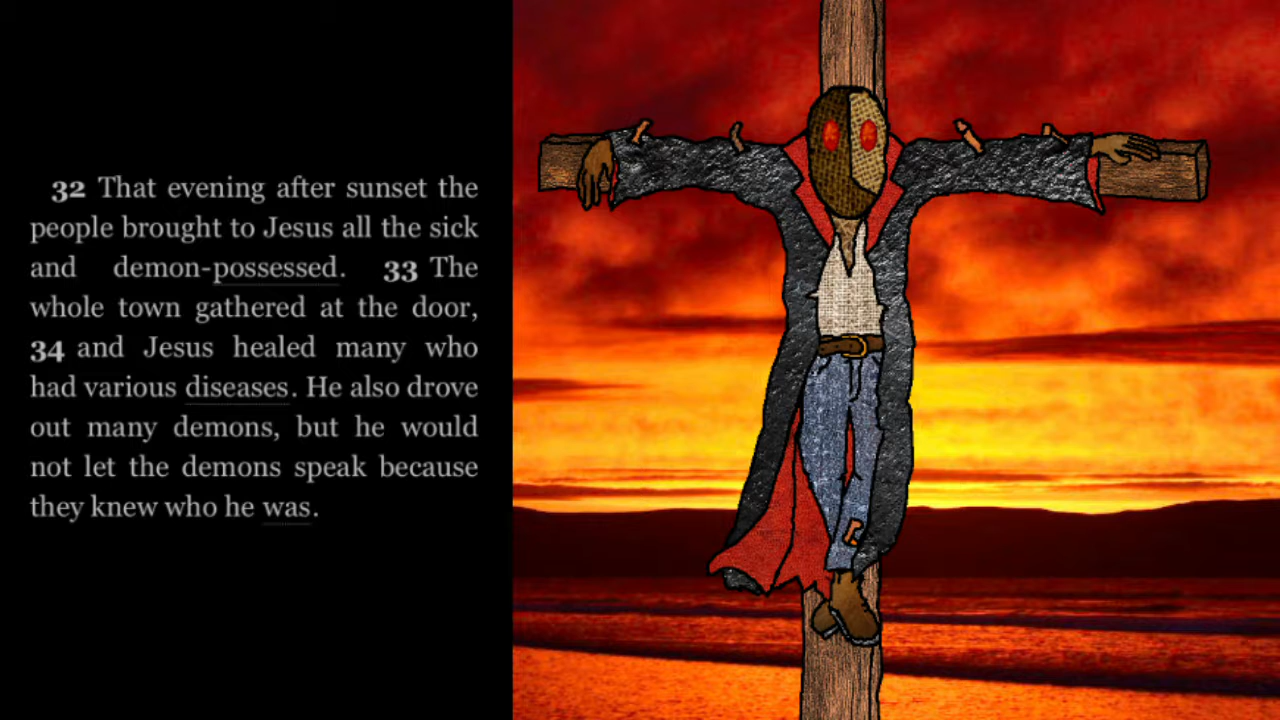 32 That evening after sunset the
people brought to Jesus all the sick
and demon-possessed. 33 The
whole town gathered at the door,
34 and Jesus healed many who
had various diseases. He also drove
out many demons, but he would
not let the demons speak because
they knew who he was.